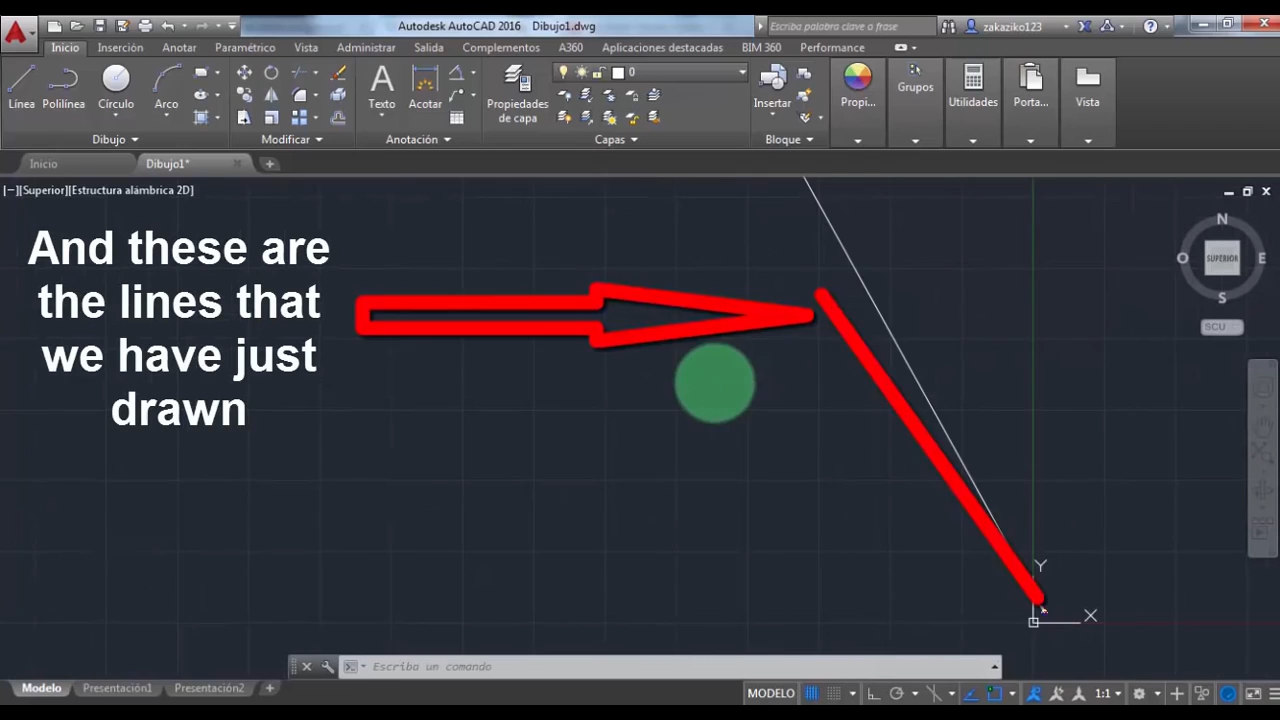 Autodesk AutoCAD 2016 Dibujo1.dwg
Escriba palabra clave o frase
zakaziko123
Inicio Inserción Anotar Paramétrico Vista Administrar Salida Complementos A360 Aplicaciones destacadas BIM 360 Performance
0
Línea Polilínea Círculo Arco
Texto Acotar
Propiedades
de capa
Insertar
Propi...
Grupos
Utilidades
Porta...
Vista
Dibujo Modificar Anotación Capas Bloque
Inicio Dibujo1*
[−][Superior][Estructura alámbrica 2D]
And these are
the lines that
we have just
drawn
N
O SUPERIOR E
S
SCU
Y
X
Escriba un comando
Modelo Presentación1 Presentación2
MODELO 1:1